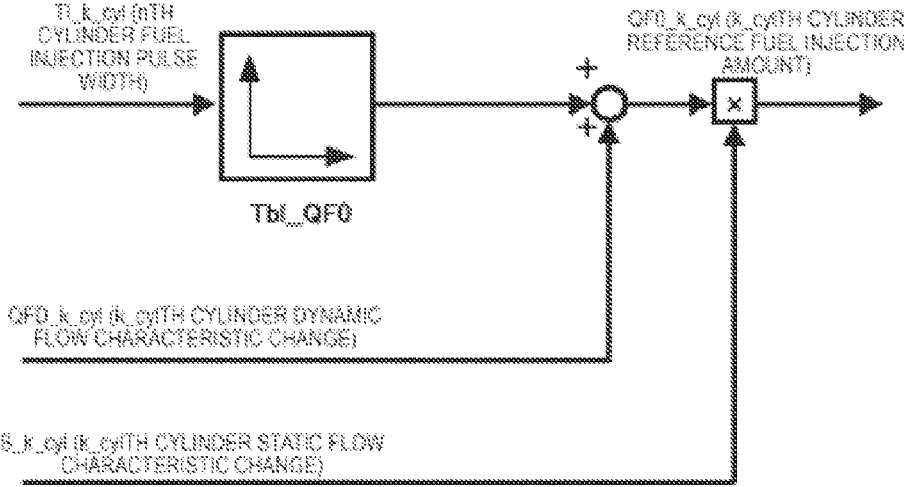 TI_k_cyl (nTH
CYLINDER FUEL
INJECTION PULSE
WIDTH)
QF0_k_cyl (k_cylTH CYLINDER
REFERENCE FUEL INJECTION
AMOUNT)
+
+
×
Tbl_QF0
QFD_k_cyl (k_cylTH CYLINDER DYNAMIC
FLOW CHARACTERISTIC CHANGE)
S_k_cyl (k_cylTH CYLINDER STATIC FLOW
CHARACTERISTIC CHANGE)